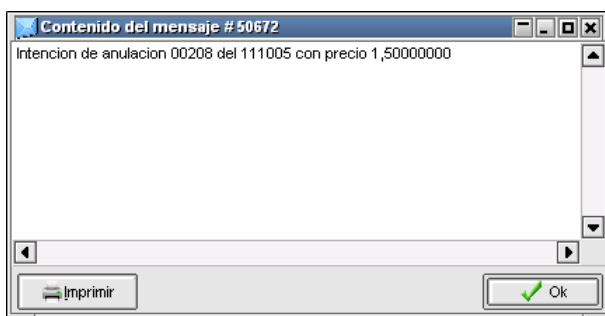 Contenido del mensaje # 50672
Intencion de anulacion 00208 del 111005 con precio 1,50000000
Imprimir
Ok